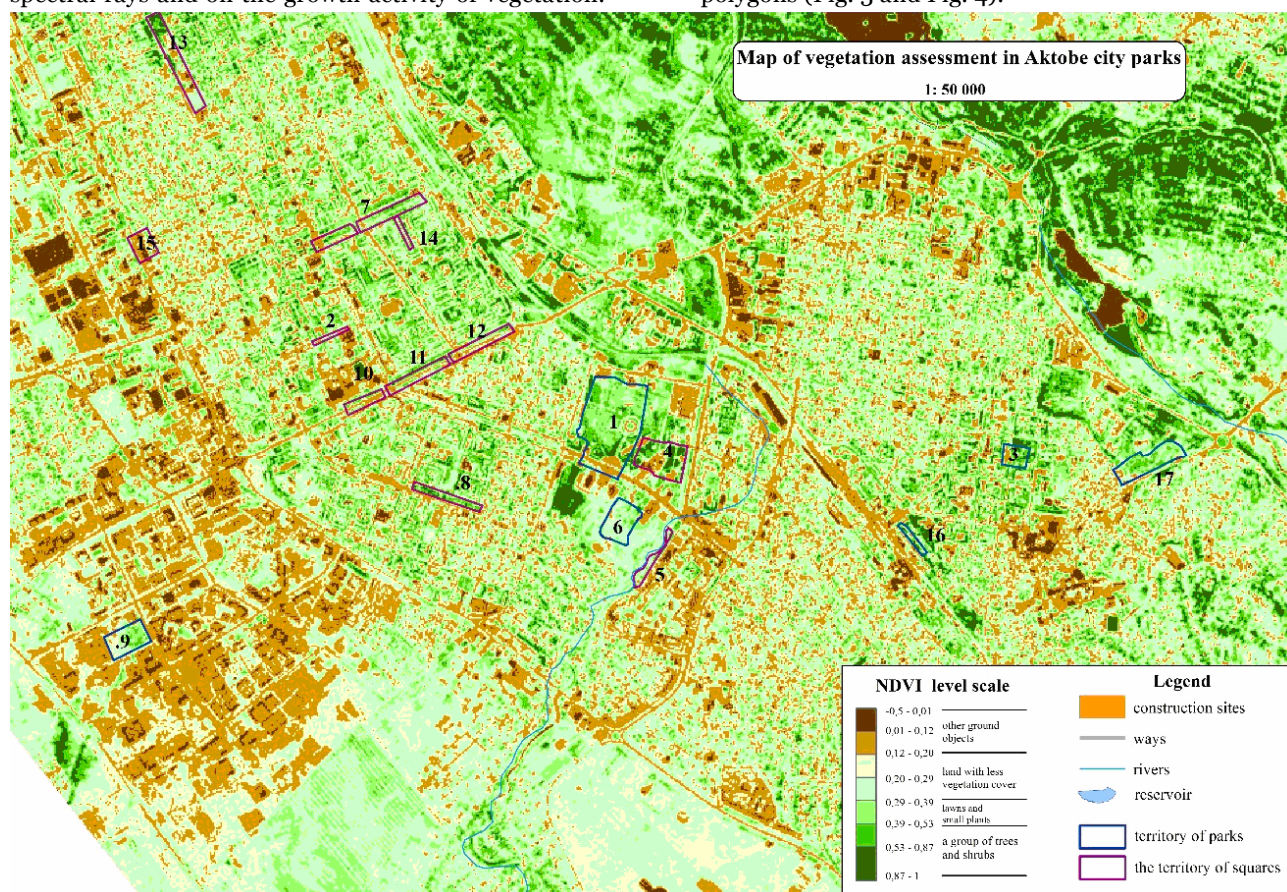 spectral rays and on the growth activity of vegetation.
polygons (Fig. 3 and Fig. 4).
Map of vegetation assessment in Aktobe city parks
1: 50 000
13
7
14
15
2
12
11
10
1
4
3
17
8
6
16
5
.9
NDVI level scale
-0,5 - 0,01
0,01 - 0,12
0,12 - 0,20
0,20 - 0,29
0,29 - 0,39
0,39 - 0,53
0,53 - 0,87
0,87 - 1
other ground
objects
land with less
vegetation cover
lawns and
small plants
a group of trees
and shrubs
Legend
construction sites
ways
rivers
reservoir
territory of parks
the territory of squares